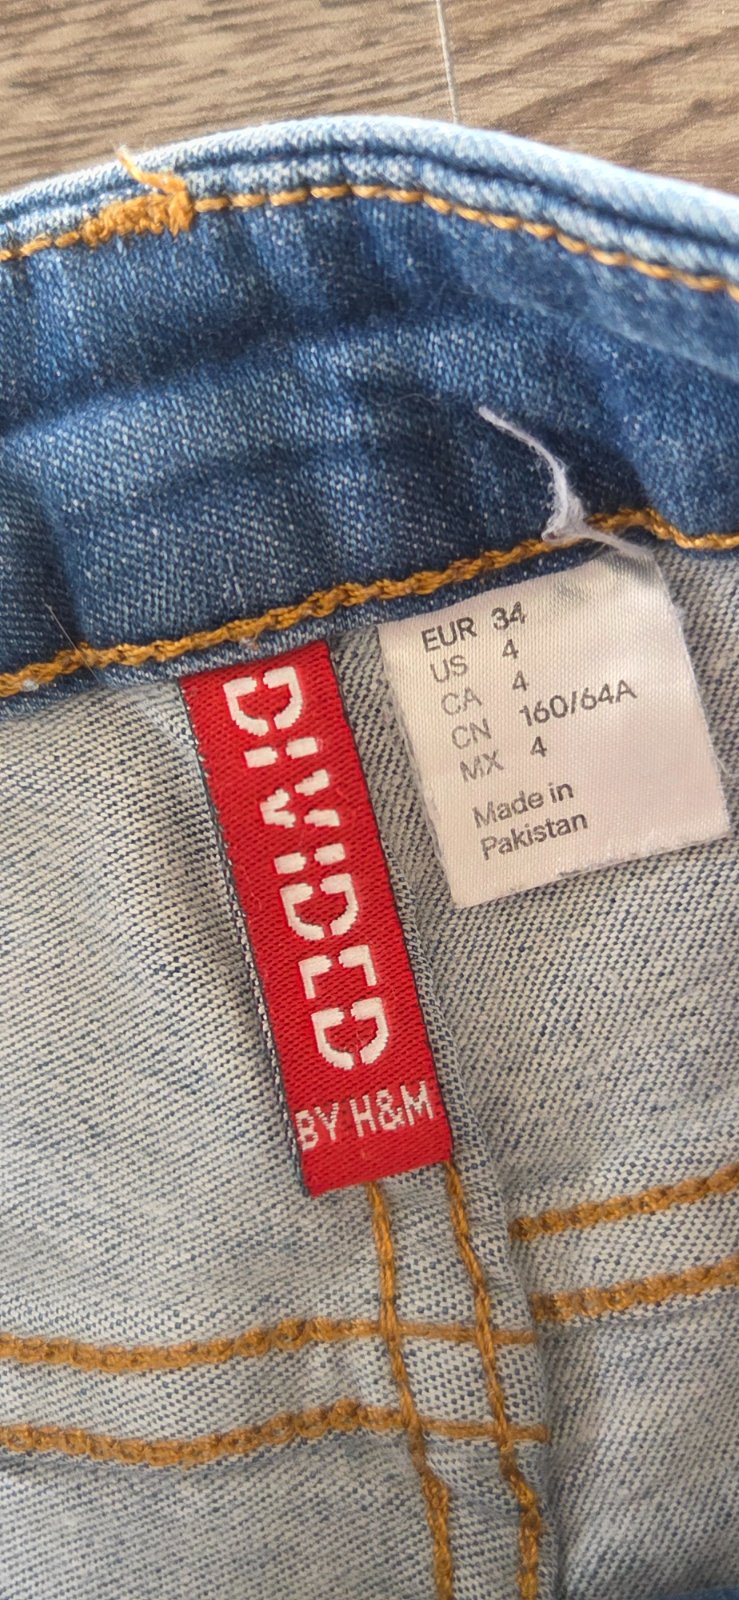 DIVIDED
BY H&M
EUR 34
US 4
CA 4
CN 160/64A
MX 4
Made in
Pakistan